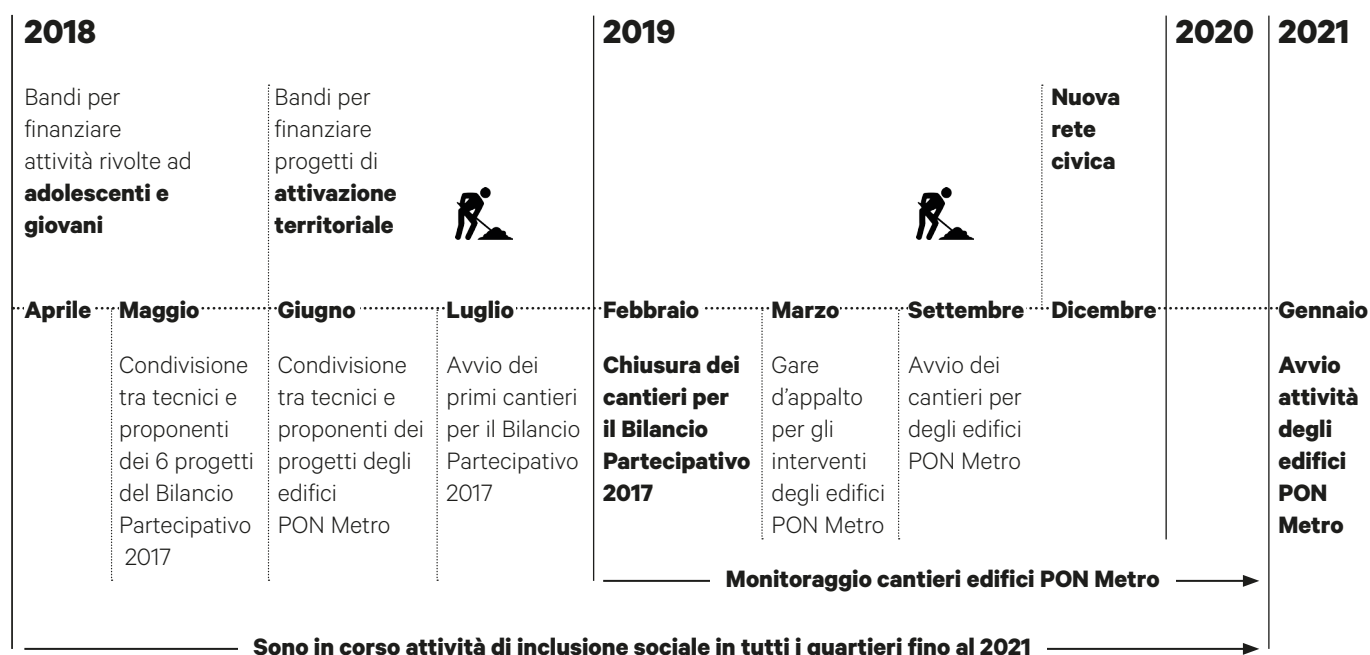 2018
2019
2020
2021
Bandi per
finanziare
attività rivolte ad
adolescenti e
giovani
Bandi per
finanziare
progetti di
attivazione
territoriale
Nuova
rete
civica
Aprile
Maggio
Giugno
Luglio
Febbraio
Marzo
Settembre
Dicembre
Gennaio
Condivisione
tra tecnici e
proponenti
dei 6 progetti
del Bilancio
Partecipativo
2017
Condivisione
tra tecnici e
proponenti dei
progetti degli
edifici
PON Metro
Avvio dei
primi cantieri
per il Bilancio
Partecipativo
2017
Chiusura dei
cantieri per
il Bilancio
Partecipativo
2017
Gare
d'appalto
per gli
interventi
degli edifici
PON Metro
Avvio dei
cantieri per
degli edifici
PON Metro
Avvio
attività
degli
edifici
PON
Metro
Monitoraggio cantieri edifici PON Metro
Sono in corso attività di inclusione sociale in tutti i quartieri fino al 2021